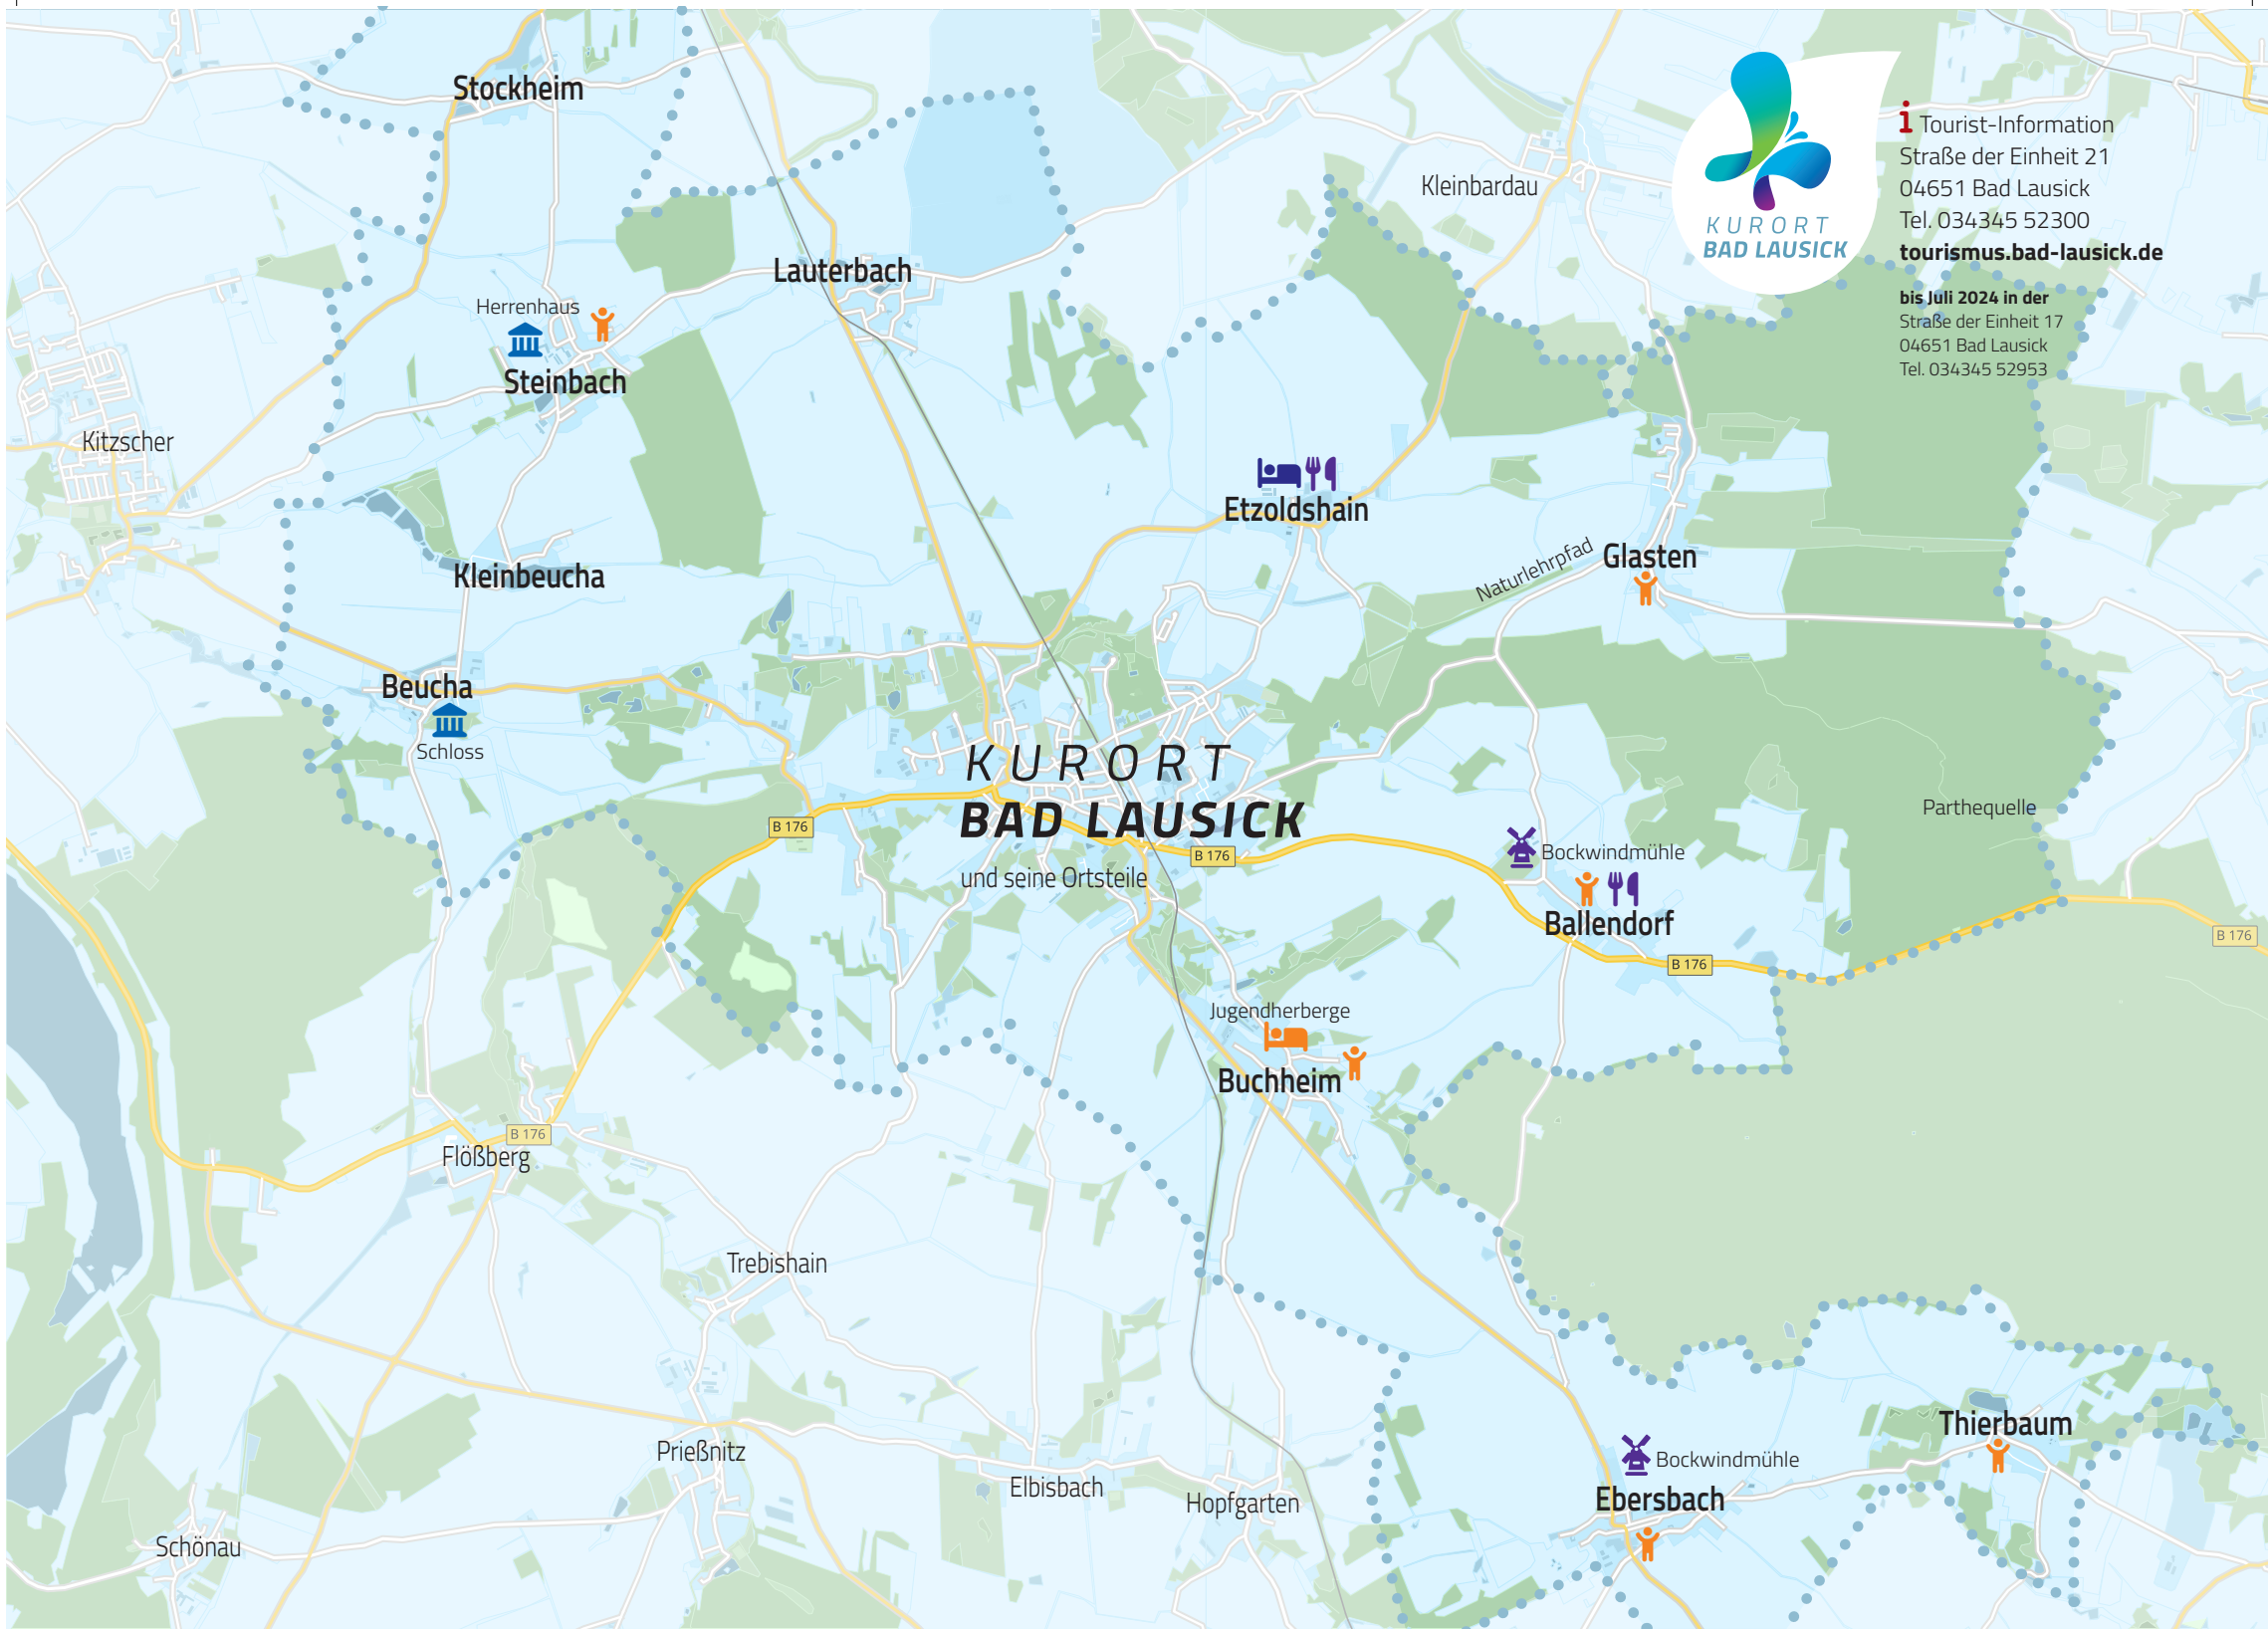 Stockheim
Kleinbardau
KURORT
BAD LAUSICK
i Tourist-Information
Straße der Einheit 21
04651 Bad Lausick
Tel. 034345 52300
tourismus.bad-lausick.de
bis Juli 2024 in der
Straße der Einheit 17
04651 Bad Lausick
Tel. 034345 52953
Lauterbach
Herrenhaus
Steinbach
Kitzscher
Etzoldshain
Naturlehrpfad
Glasten
Kleinbeucha
Beucha
Schloss
KURORT
BAD LAUSICK
und seine Ortsteile
B 176
B 176
Parthequelle
Bockwindmühle
Ballendorf
B 176
B 176
Jugendherberge
Buchheim
B 176
Flößberg
Trebishain
Thierbaum
Prießnitz
Elbisbach
Hopfgarten
Bockwindmühle
Ebersbach
Schönau